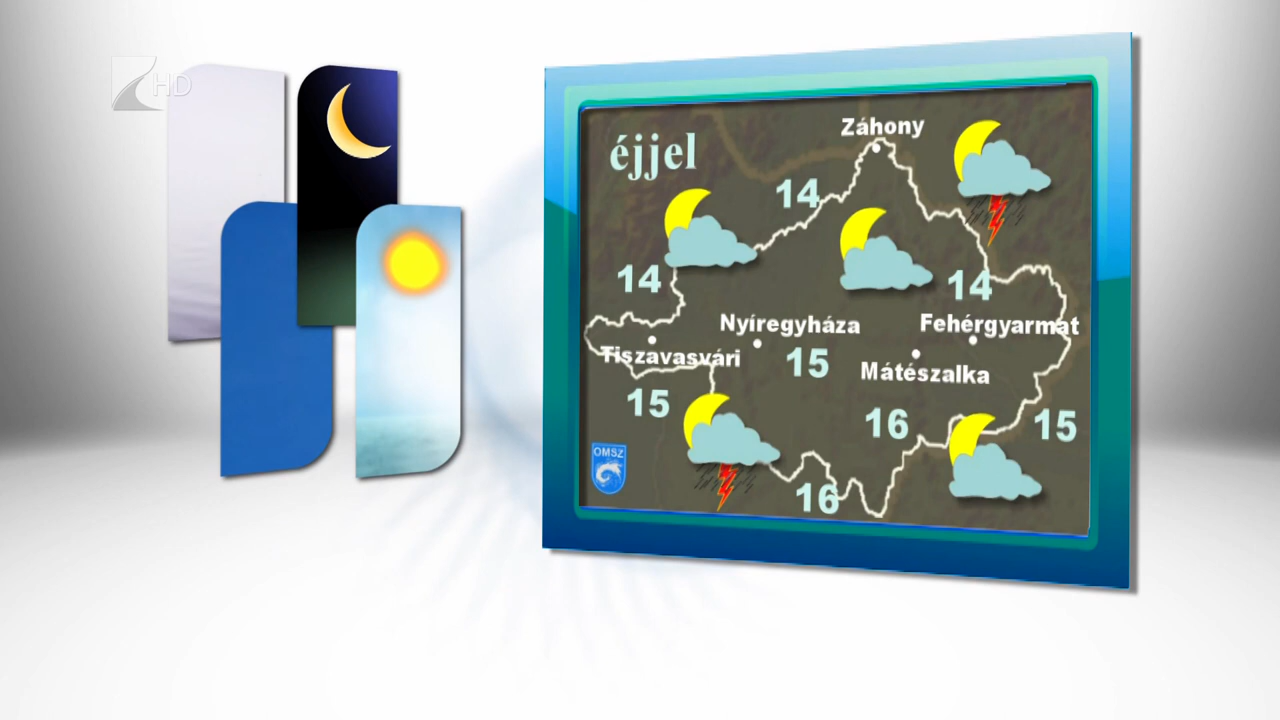 HD
éjjel
Záhony
14
14
14
Nyíregyháza
Fehérgyarmat
Tiszavasvári
15
Mátészalka
15
16
15
OMSZ
16